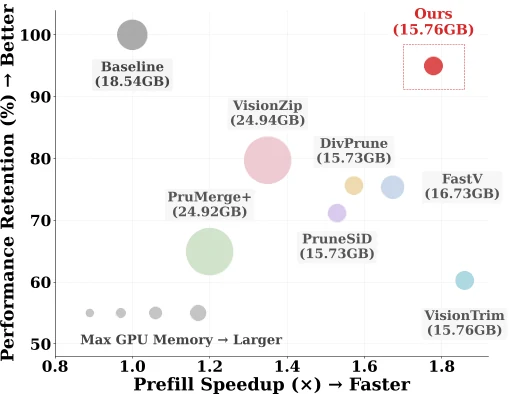 Performance Retention (%) → Better
100
90
80
70
60
50
Baseline
(18.54GB)
Ours
(15.76GB)
VisionZip
(24.94GB)
DivPrune
(15.73GB)
FastV
(16.73GB)
PruMerge+
(24.92GB)
PruneSiD
(15.73GB)
VisionTrim
(15.76GB)
Max GPU Memory → Larger
0.8
1.0
1.2
1.4
1.6
1.8
Prefill Speedup (×) → Faster